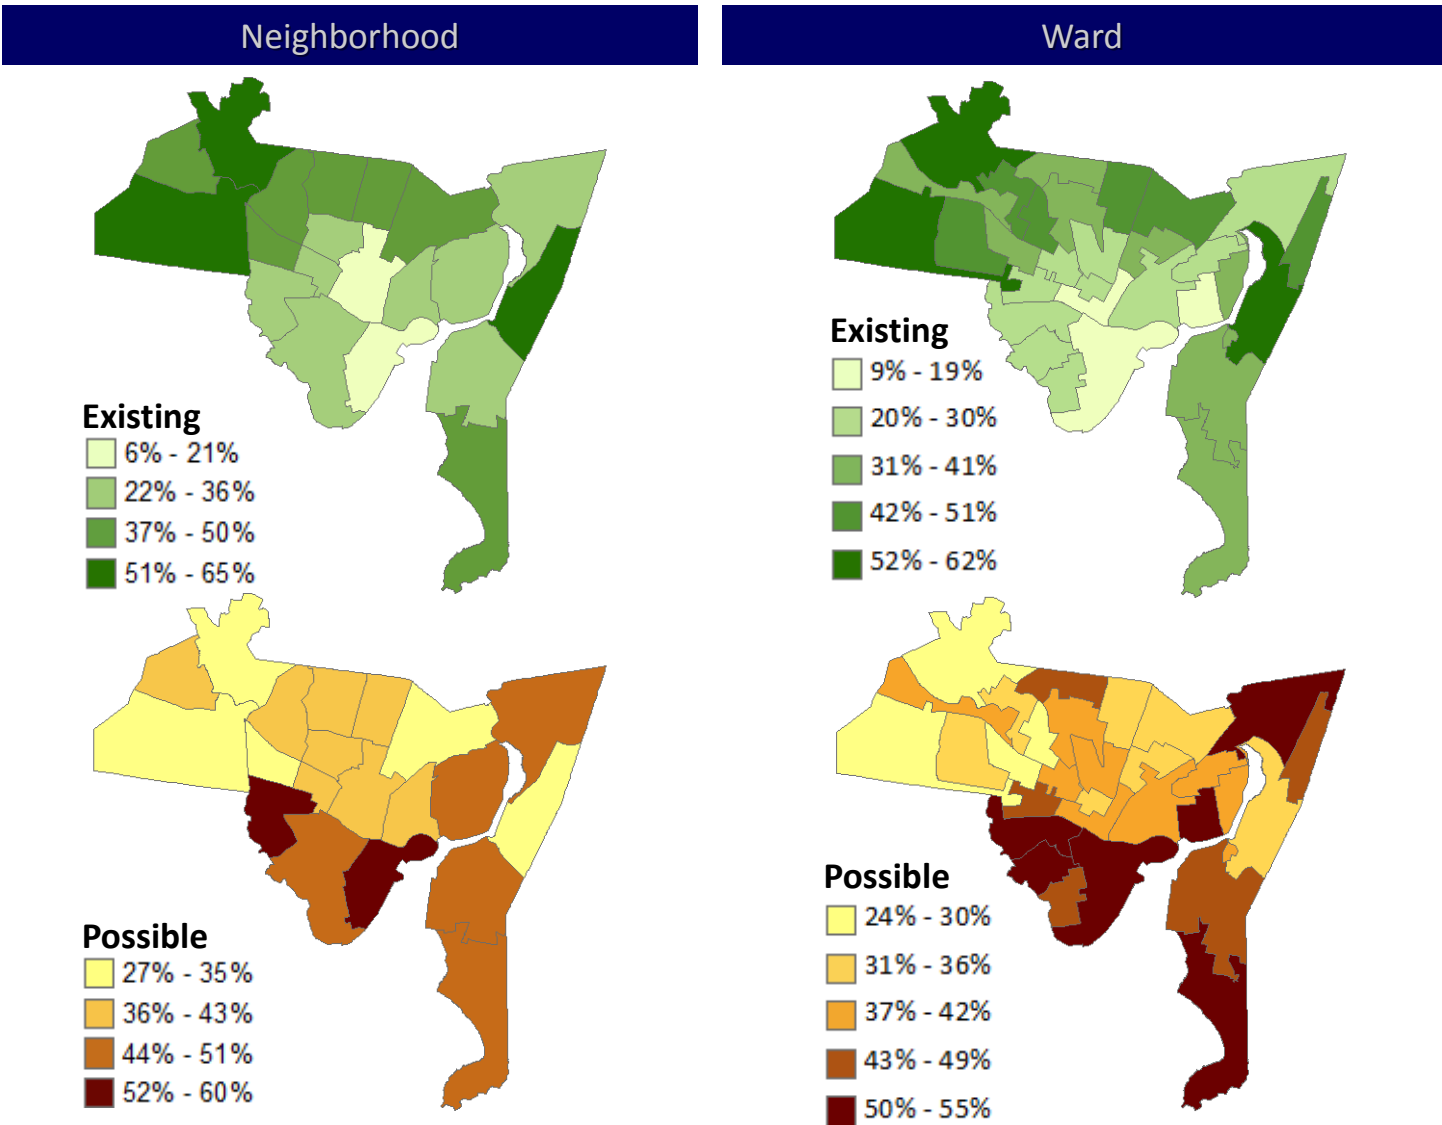 Neighborhood
Ward
Existing
6% - 21%
22% - 36%
37% - 50%
51% - 65%
Existing
9% - 19%
20% - 30%
31% - 41%
42% - 51%
52% - 62%
Possible
27% - 35%
36% - 43%
44% - 51%
52% - 60%
Possible
24% - 30%
31% - 36%
37% - 42%
43% - 49%
50% - 55%